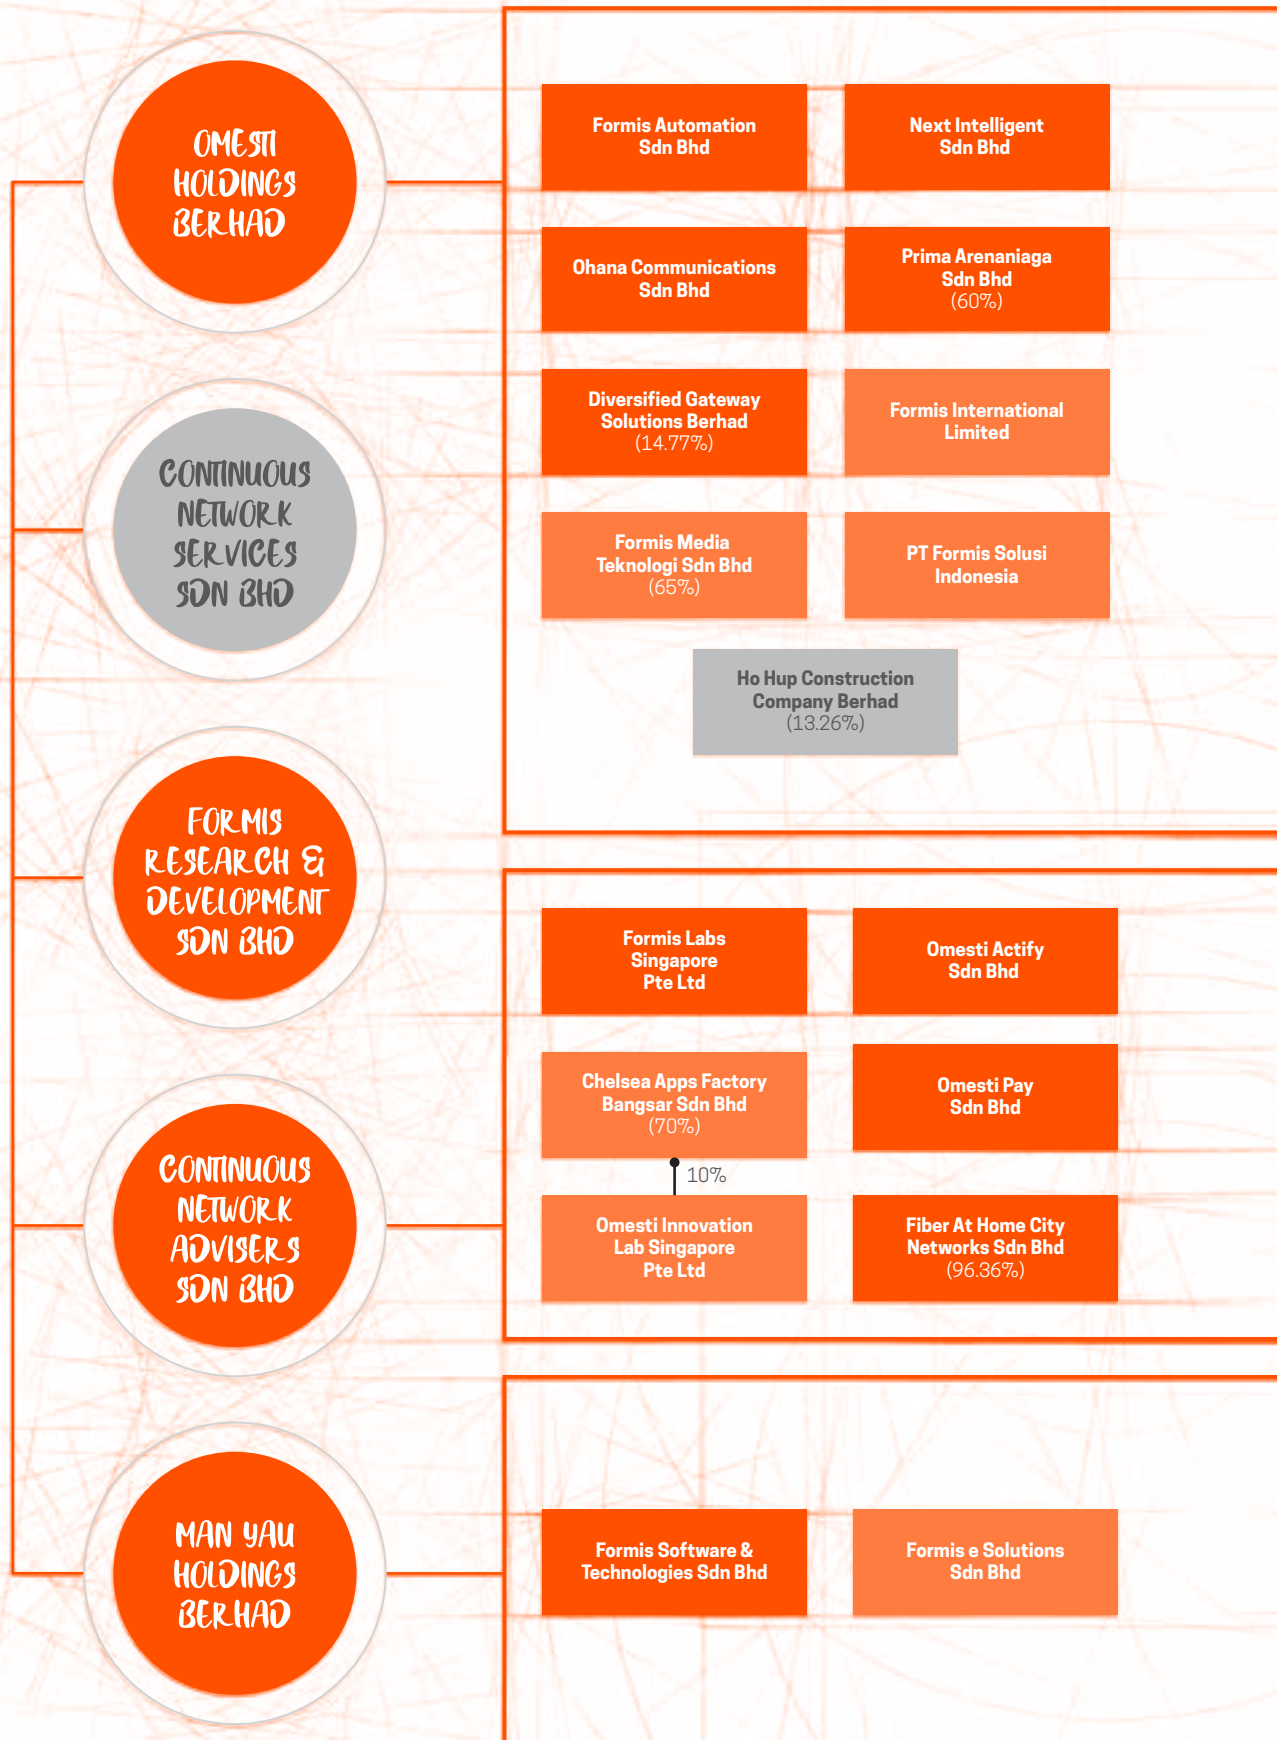 OMESTI
HOLDINGS
BERHAD
Formis Automation
Sdn Bhd
Next Intelligent
Sdn Bhd
Ohana Communications
Sdn Bhd
Prima Arenaniaga
Sdn Bhd
(60%)
Diversified Gateway
Solutions Berhad
(14.77%)
Formis International
Limited
Formis Media
Teknologi Sdn Bhd
(65%)
PT Formis Solusi
Indonesia
Ho Hup Construction
Company Berhad
(13.26%)
CONTINUOUS
NETWORK
SERVICES
SDN BHD
FORMIS
RESEARCH &
DEVELOPMENT
SDN BHD
CONTINUOUS
NETWORK
ADVISERS
SDN BHD
Formis Labs
Singapore
Pte Ltd
Omesti Actify
Sdn Bhd
Chelsea Apps Factory
Bangsar Sdn Bhd
(70%)
Omesti Pay
Sdn Bhd
10%
Omesti Innovation
Lab Singapore
Pte Ltd
Fiber At Home City
Networks Sdn Bhd
(96.36%)
MAN YAU
HOLDINGS
BERHAD
Formis Software &
Technologies Sdn Bhd
Formis e Solutions
Sdn Bhd